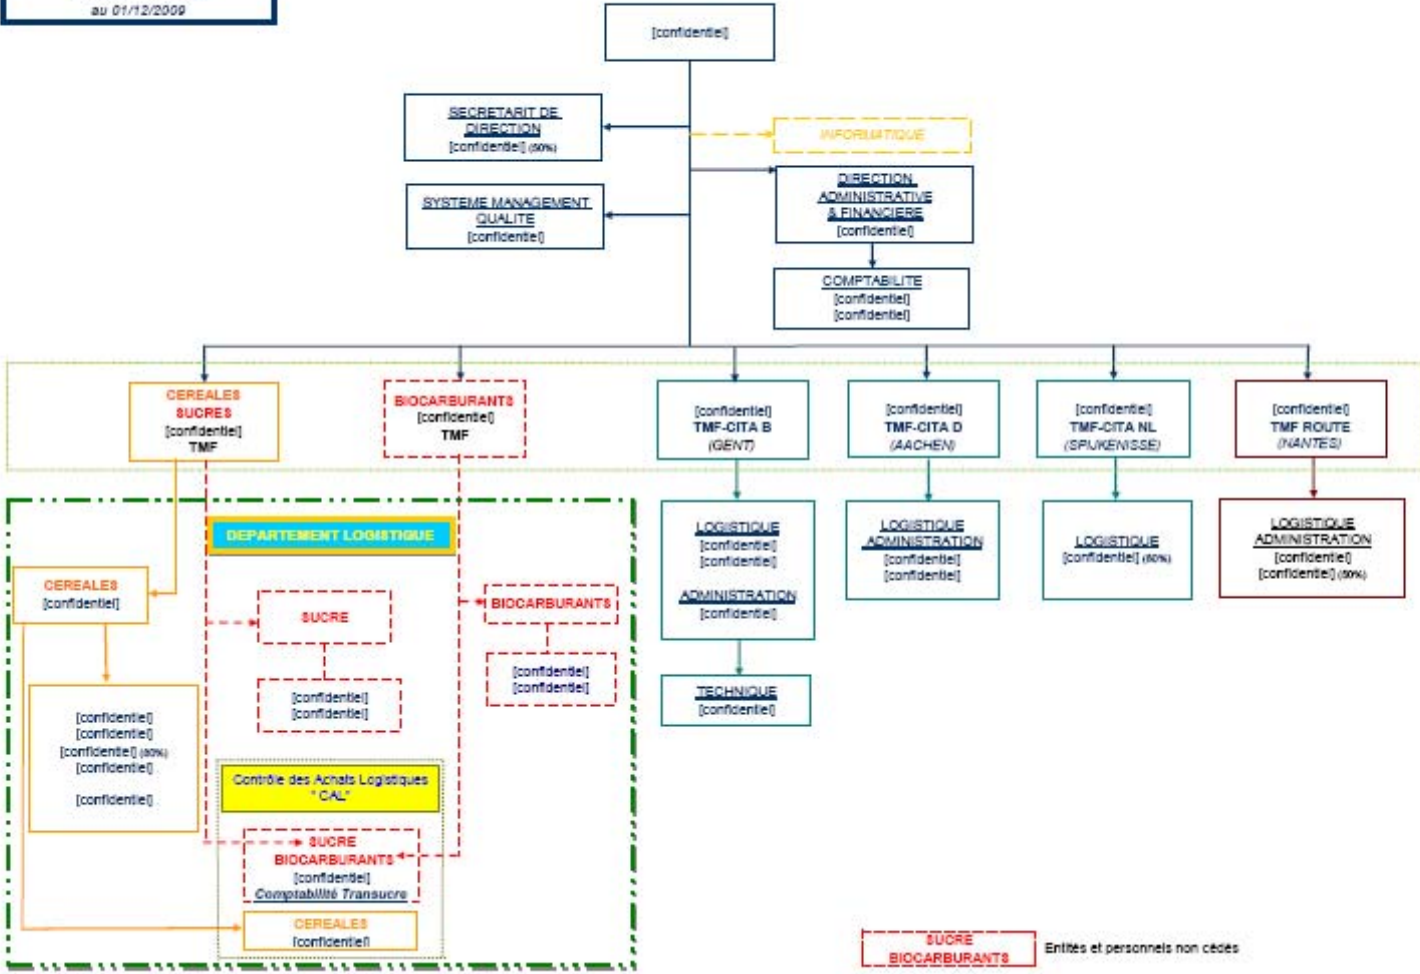 au 01/12/2009
[confidentiel]
SECRETARIT DE
DIRECTION
[confidentiel] (50%)
INFORMATIQUE
SYSTEME MANAGEMENT
QUALITE
[confidentiel]
DIRECTION
ADMINISTRATIVE
& FINANCIERE
[confidentiel]
COMPTABILITE
[confidentiel]
[confidentiel]
CEREALES
SUCRES
[confidentiel]
TMF
BIOCARBURANTS
[confidentiel]
TMF
[confidentiel]
TMF-CITA B
(GENT)
[confidentiel]
TMF-CITA D
(AACHEN)
[confidentiel]
TMF-CITA NL
(SPIJKENISSE)
[confidentiel]
TMF ROUTE
(NANTES)
DEPARTEMENT LOGISTIQUE
CEREALES
[confidentiel]
SUCRE
BIOCARBURANTS
[confidentiel]
[confidentiel]
[confidentiel]
[confidentiel]
LOGISTIQUE
[confidentiel]
[confidentiel]
ADMINISTRATION
[confidentiel]
TECHNIQUE
[confidentiel]
LOGISTIQUE
ADMINISTRATION
[confidentiel]
[confidentiel]
LOGISTIQUE
[confidentiel]
LOGISTIQUE
ADMINISTRATION
[confidentiel]
[confidentiel] (50%)
[confidentiel]
[confidentiel]
[confidentiel]
[confidentiel]
[confidentiel]
Contrôle des Achats Logistiques
" CAL"
SUCRE
BIOCARBURANTS
[confidentiel]
Comptabilité Transucre
CEREALES
[confidentiel]
SUCRE
BIOCARBURANTS
Entités et personnels non cédés